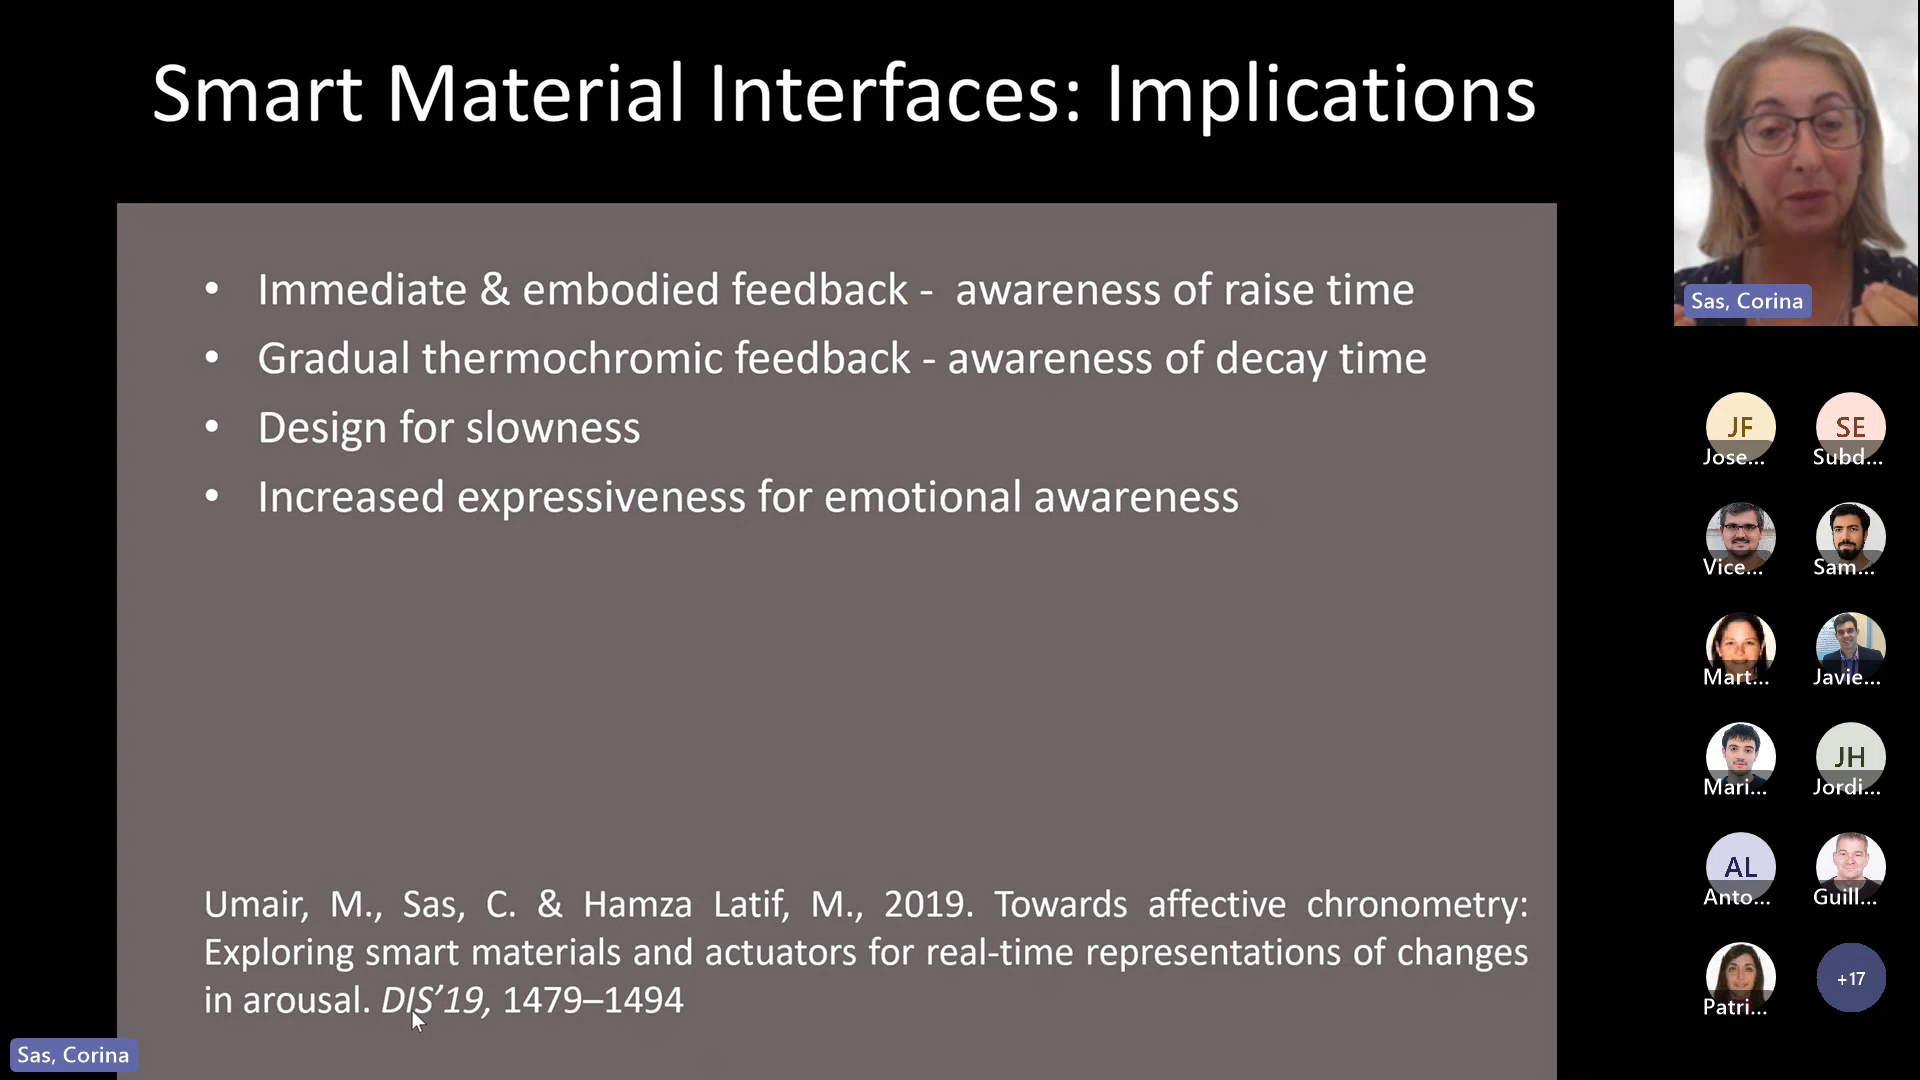 Smart Material Interfaces: Implications
• Immediate & embodied feedback -  awareness of raise time
• Gradual thermochromic feedback - awareness of decay time
• Design for slowness
• Increased expressiveness for emotional awareness
Umair, M., Sas, C. & Hamza Latif, M., 2019. Towards affective chronometry:
Exploring smart materials and actuators for real-time representations of changes
in arousal. DIS’19, 1479–1494
Sas, Corina
Sas, Corina
JF
Jose...
SE
Subd...
Vice...
Sam...
Mart...
Javie...
Mari...
JH
Jordi...
AL
Anto...
Guill...
Patri...
+17